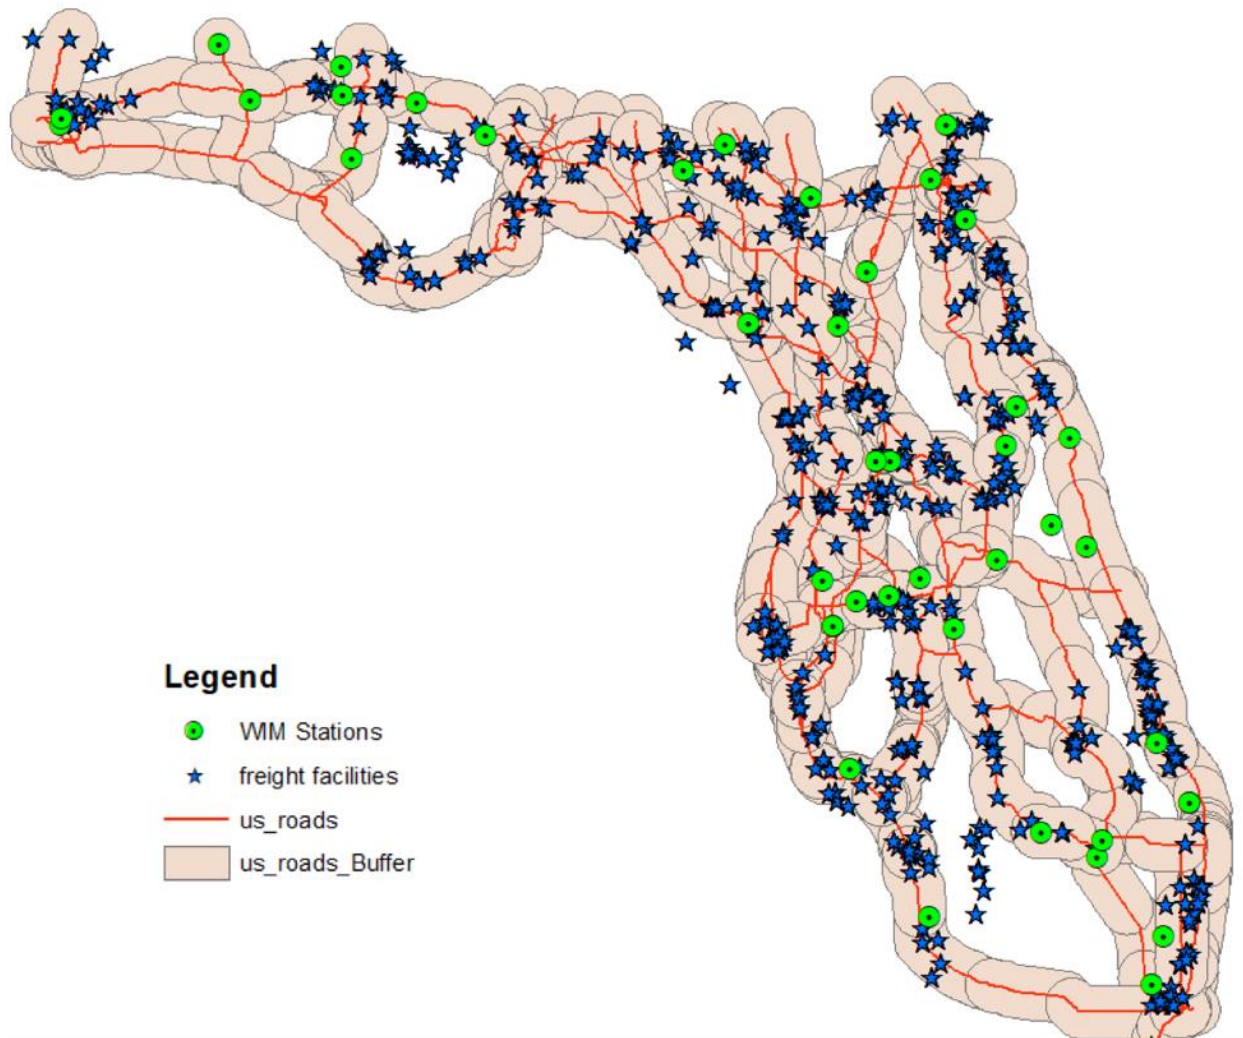 Legend
WIM Stations
freight facilities
us_roads
us_roads_Buffer